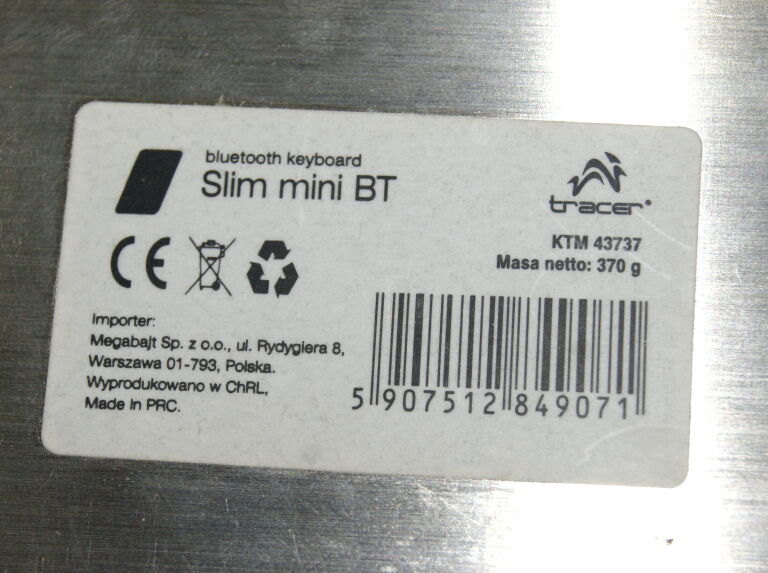 bluetooth keyboard
Slim mini BT
tracer®
KTM 43737
Masa netto: 370 g
CE
Importer:
Megabajt Sp. z o.o., ul. Rydygiera 8,
Warszawa 01-793, Polska.
Wyprodukowano w ChRL,
Made in PRC.
5 907512 849071